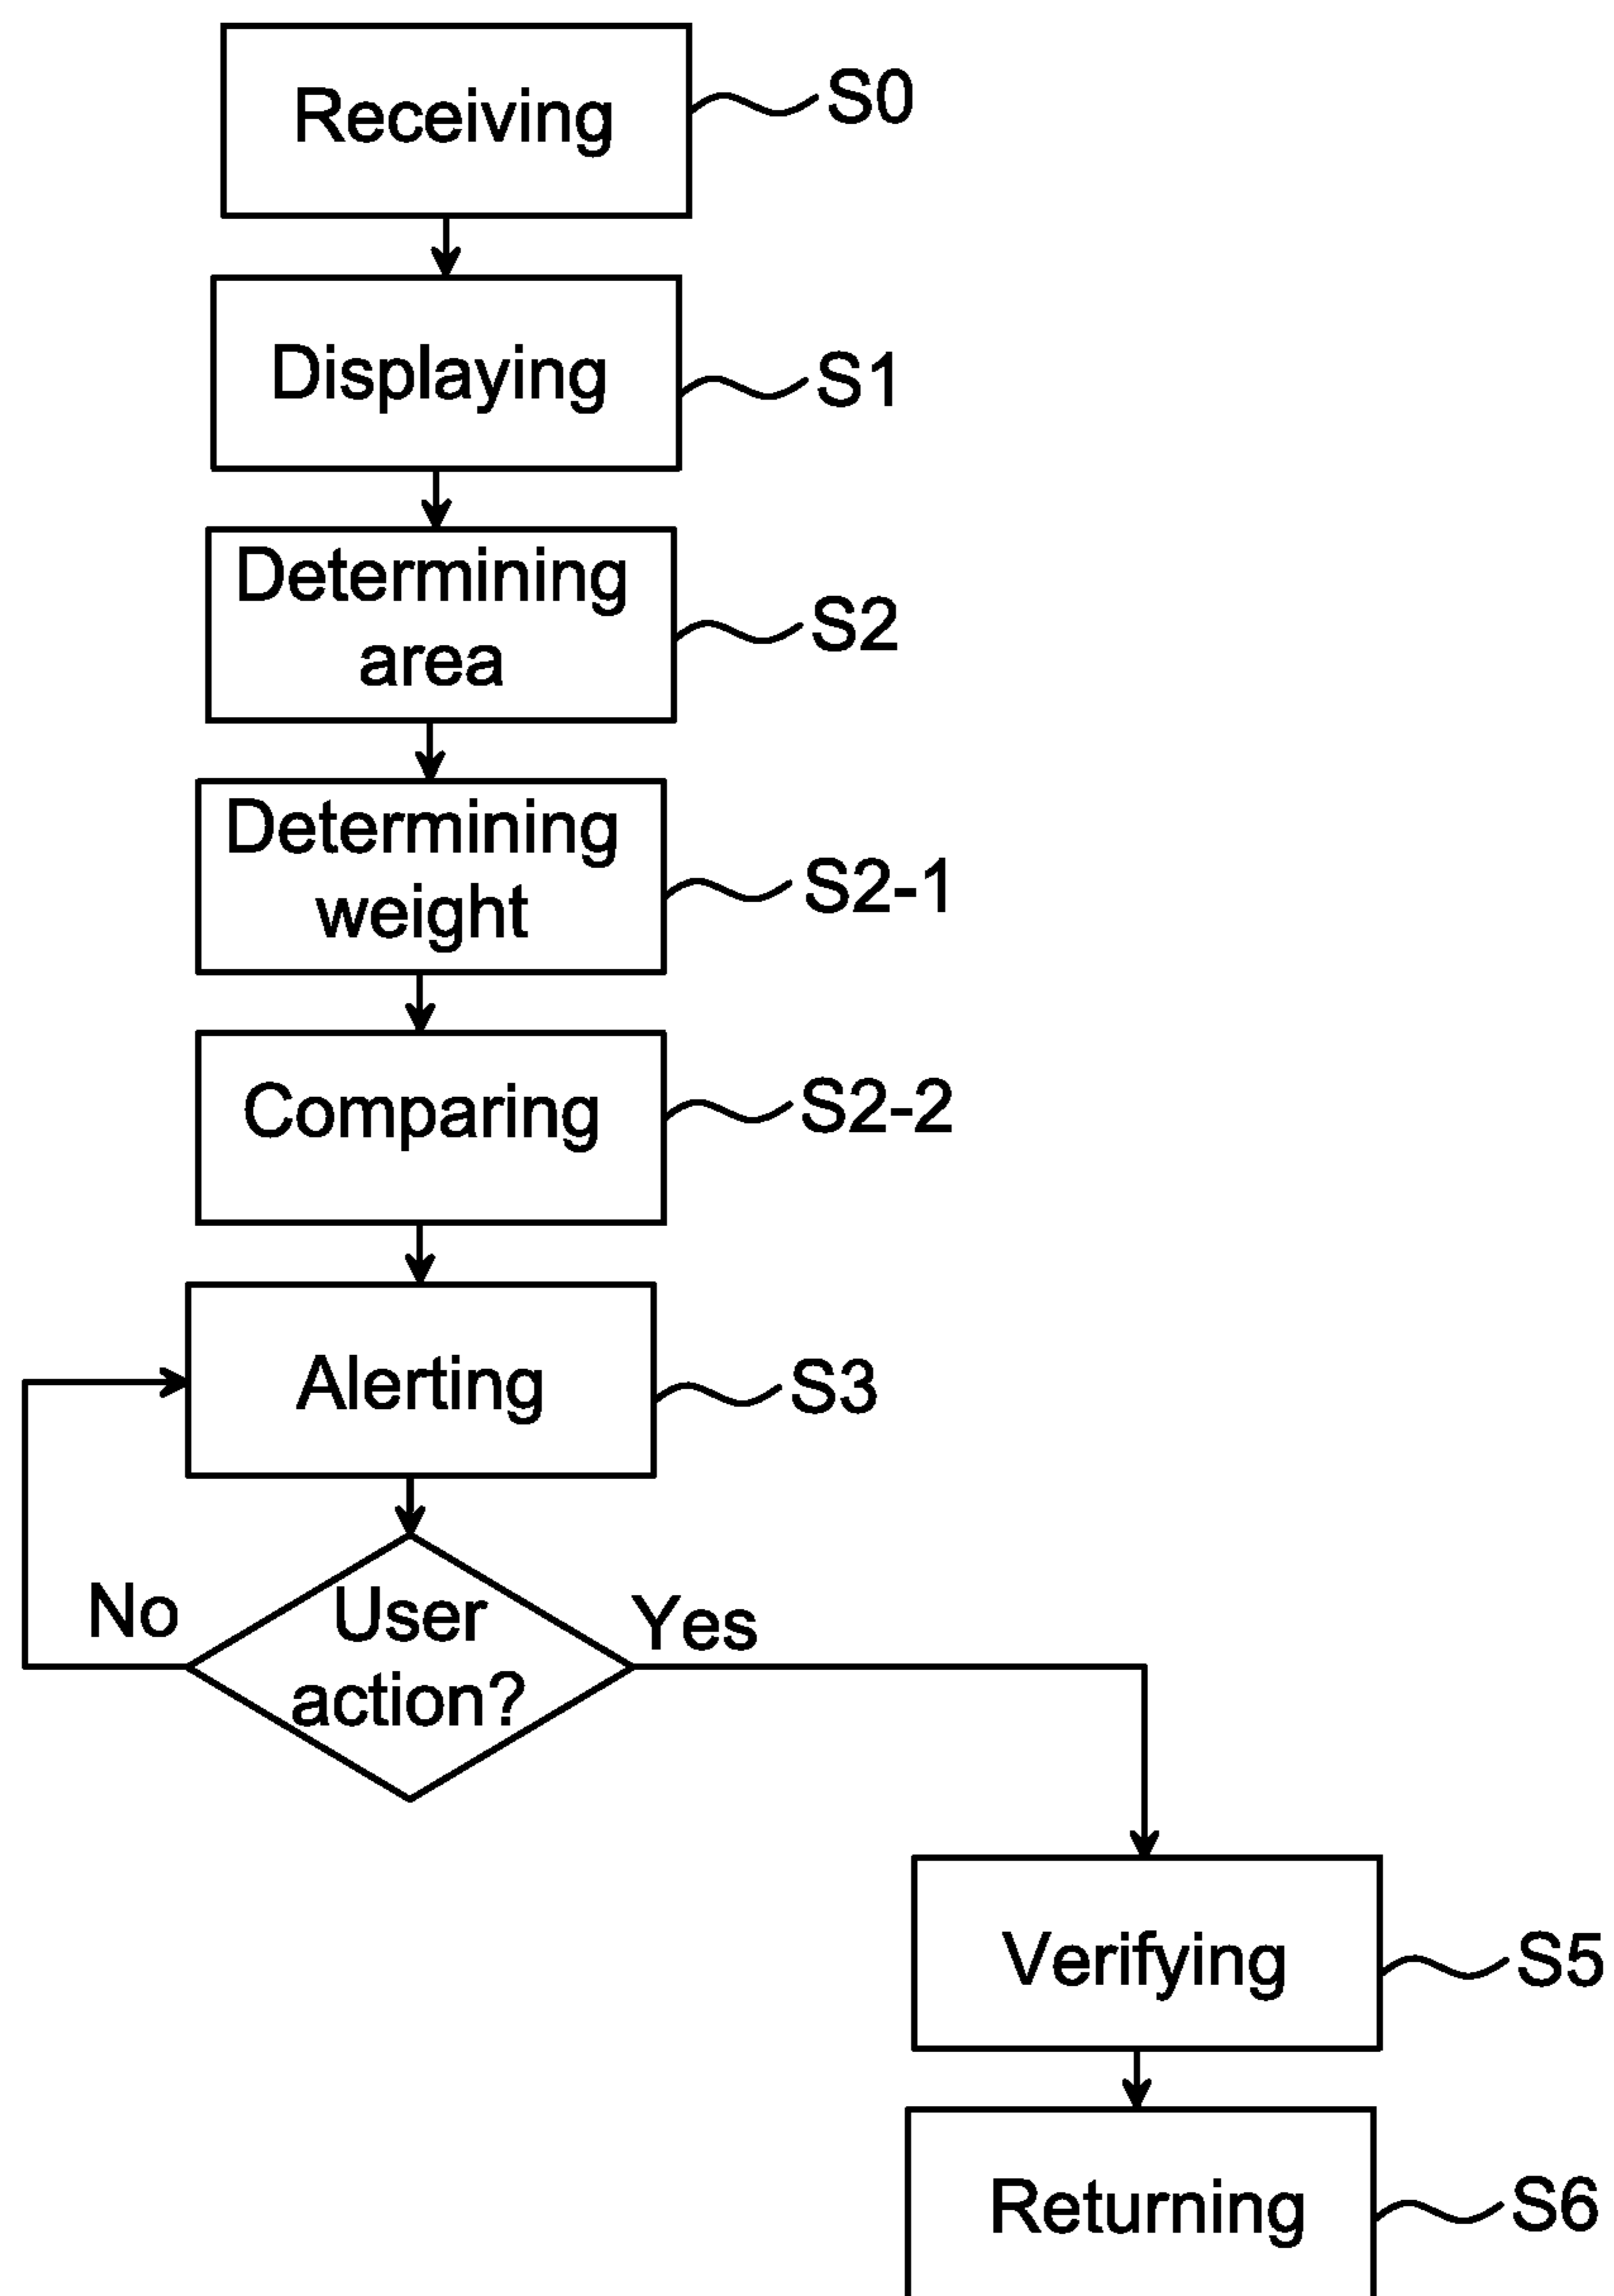 Receiving
S0
Displaying
S1
Determining
area
S2
Determining
weight
S2-1
Comparing
S2-2
Alerting
S3
No
User
action?
Yes
Verifying
S5
Returning
S6